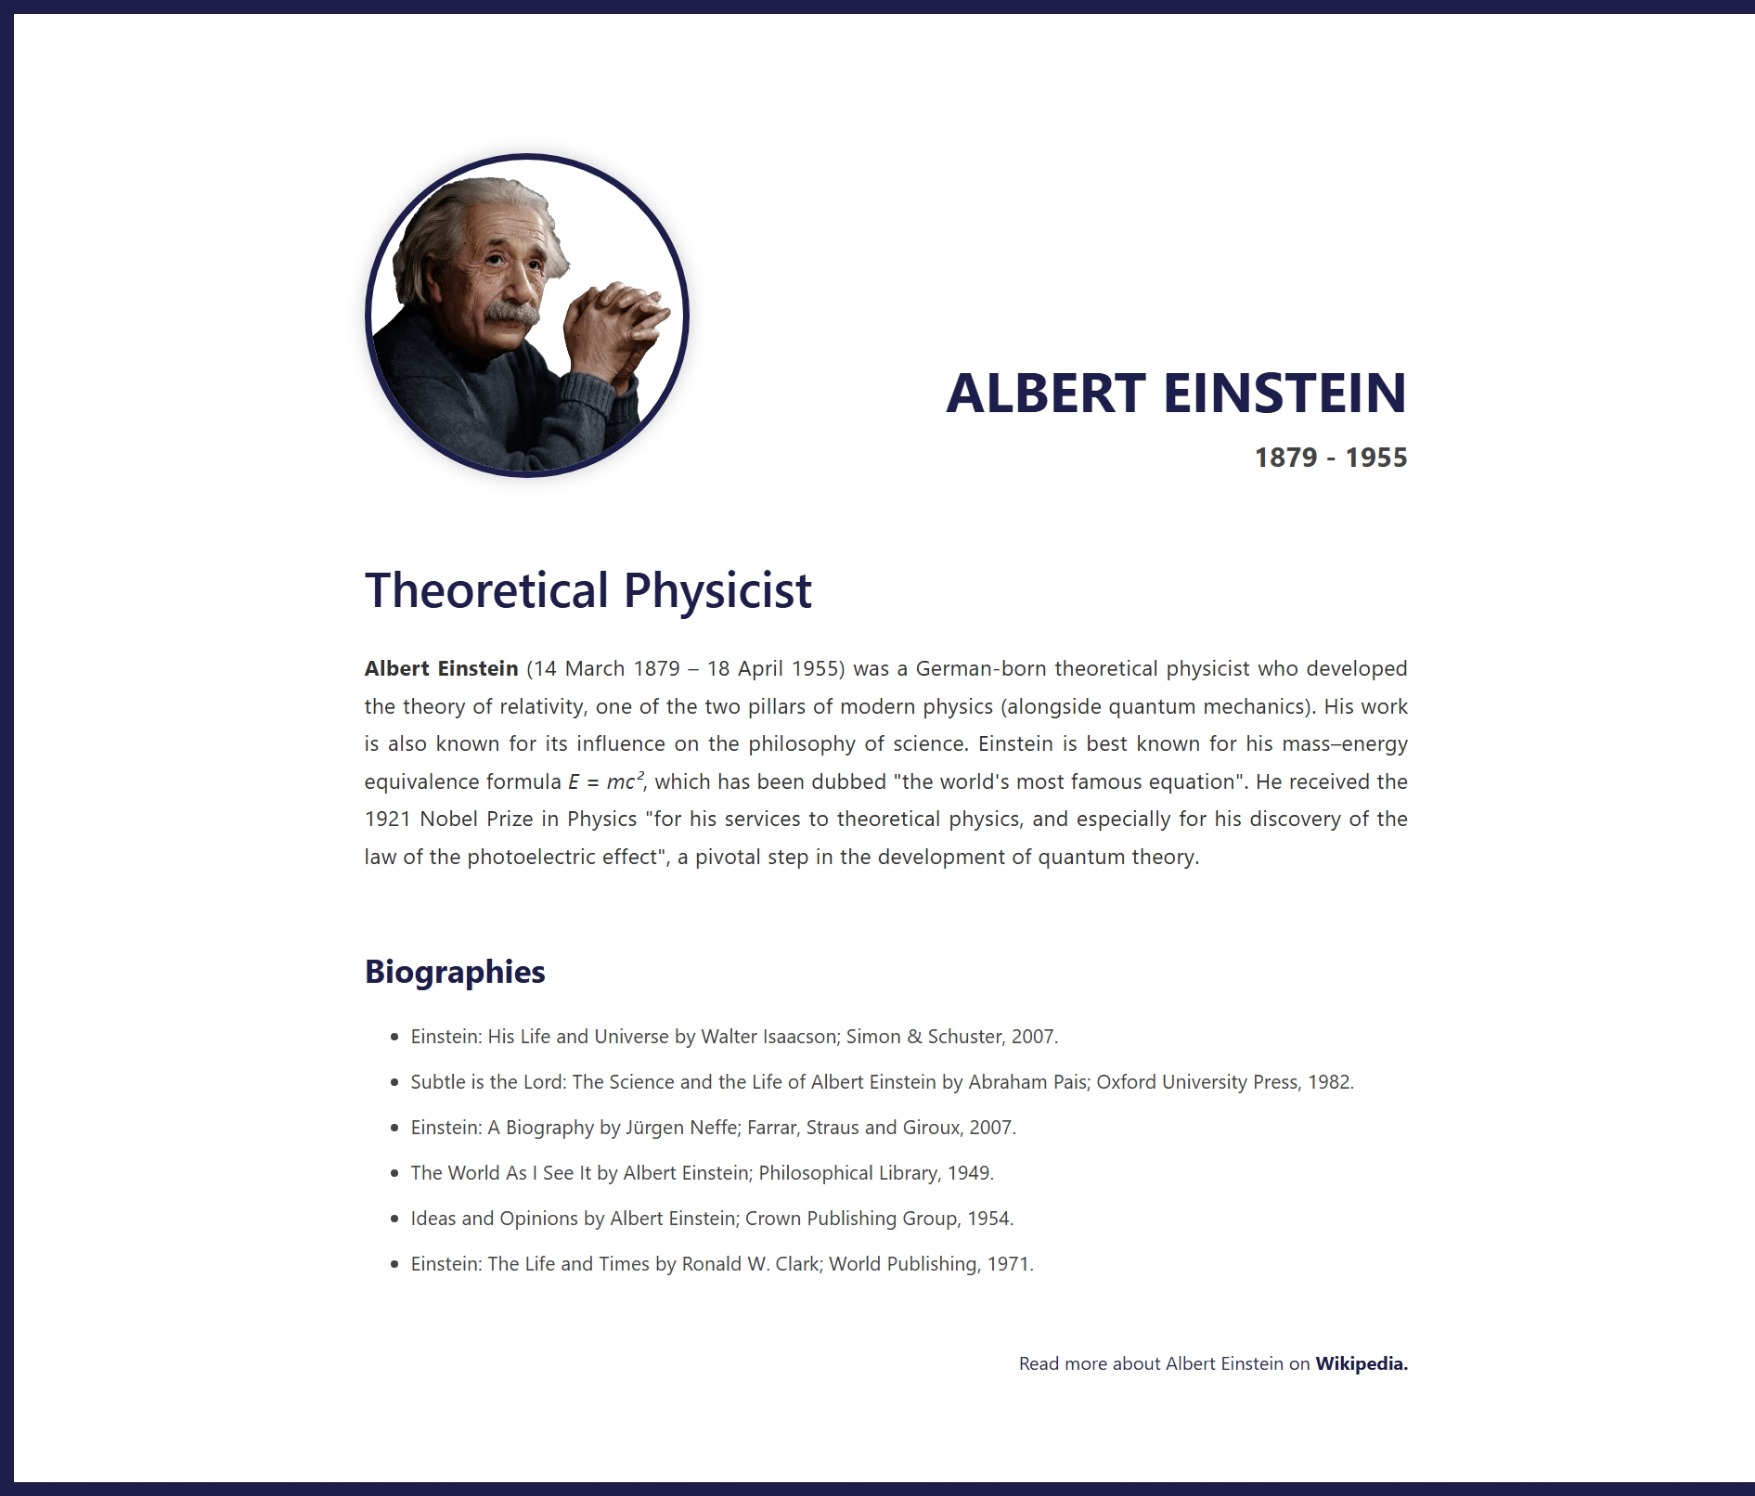 ALBERT EINSTEIN
1879 - 1955
Theoretical Physicist
Albert Einstein (14 March 1879 – 18 April 1955) was a German-born theoretical physicist who developed
the theory of relativity, one of the two pillars of modern physics (alongside quantum mechanics). His work
is also known for its influence on the philosophy of science. Einstein is best known for his mass–energy
equivalence formula E = mc², which has been dubbed "the world's most famous equation". He received the
1921 Nobel Prize in Physics "for his services to theoretical physics, and especially for his discovery of the
law of the photoelectric effect", a pivotal step in the development of quantum theory.
Biographies
• Einstein: His Life and Universe by Walter Isaacson; Simon & Schuster, 2007.
• Subtle is the Lord: The Science and the Life of Albert Einstein by Abraham Pais; Oxford University Press, 1982.
• Einstein: A Biography by Jürgen Neffe; Farrar, Straus and Giroux, 2007.
• The World As I See It by Albert Einstein; Philosophical Library, 1949.
• Ideas and Opinions by Albert Einstein; Crown Publishing Group, 1954.
• Einstein: The Life and Times by Ronald W. Clark; World Publishing, 1971.
Read more about Albert Einstein on Wikipedia.